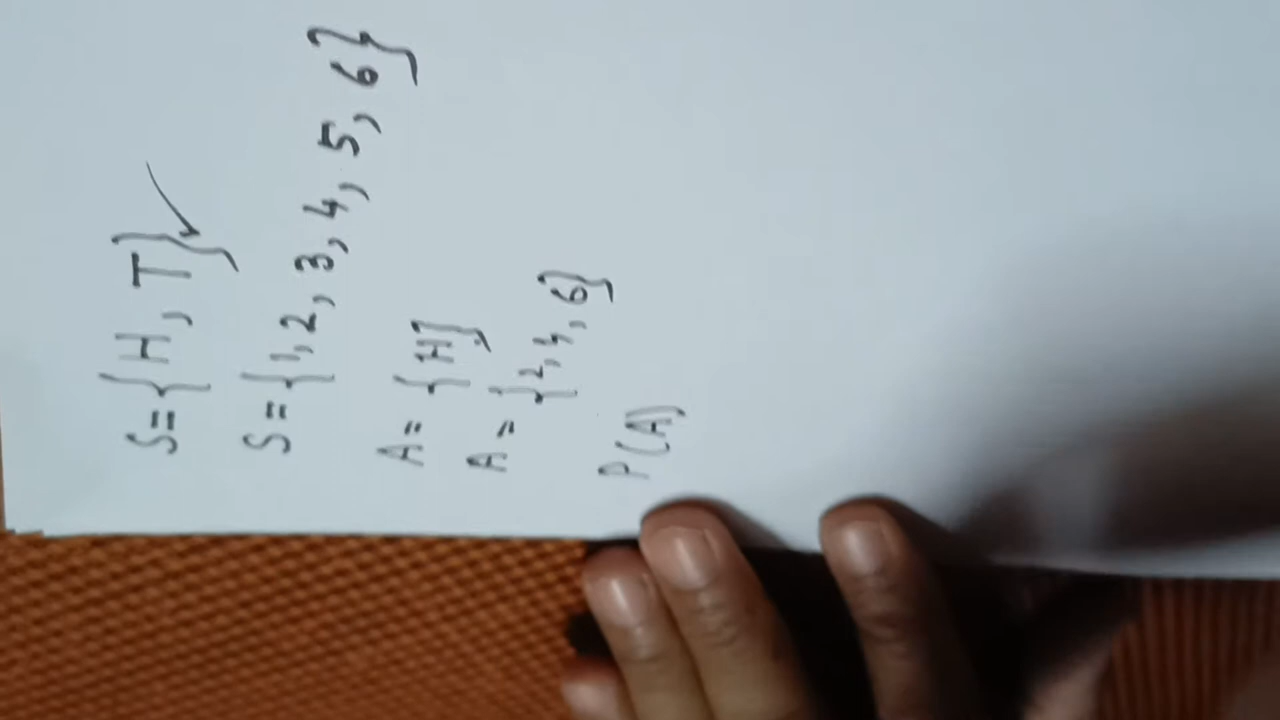 S={H, T}✓
S={1,2,3,4,5,6}
A={H}
A={2,4,6}
P(A)